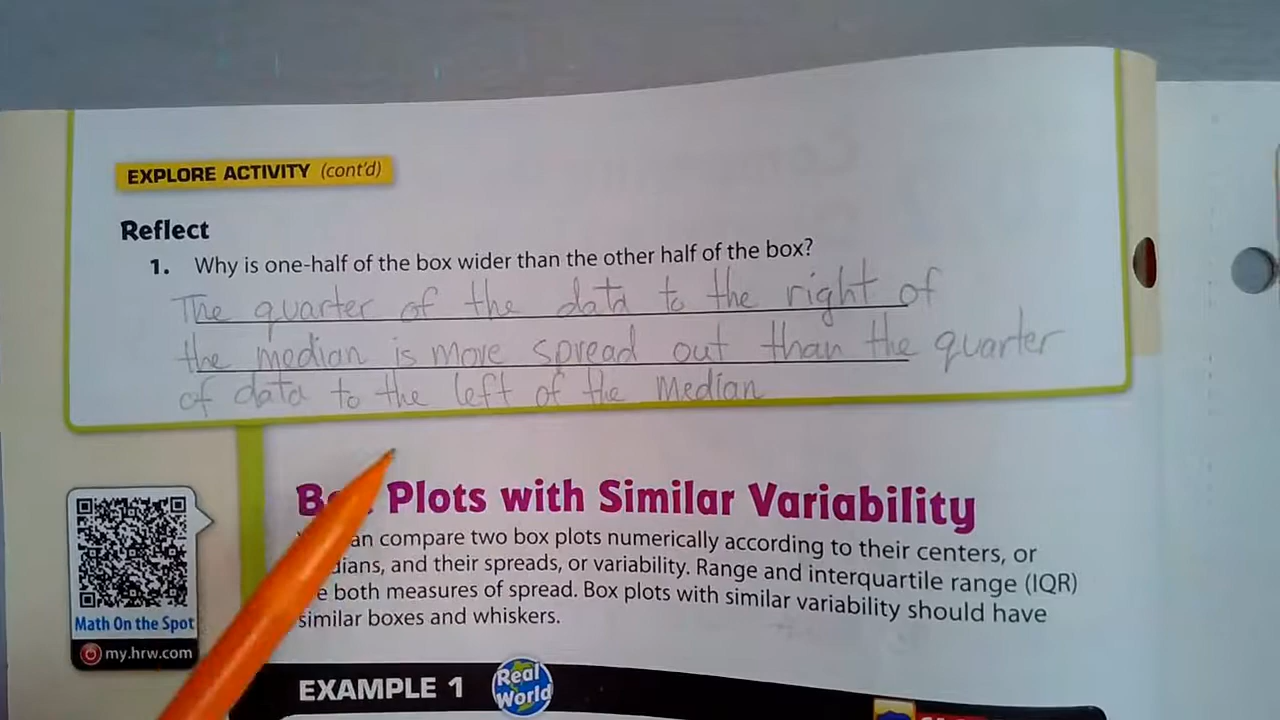 EXPLORE ACTIVITY (cont'd)
Reflect
1. Why is one-half of the box wider than the other half of the box?
The quarter of the data to the right of
the median is more spread out than the quarter
of data to the left of the median
Plots with Similar Variability
an compare two box plots numerically according to their centers, or
and their spreads, or variability. Range and interquartile range (IQR)
both measures of spread. Box plots with similar variability should have
similar boxes and whiskers.
Math On the Spot
my.hrw.com
EXAMPLE 1
Real
World